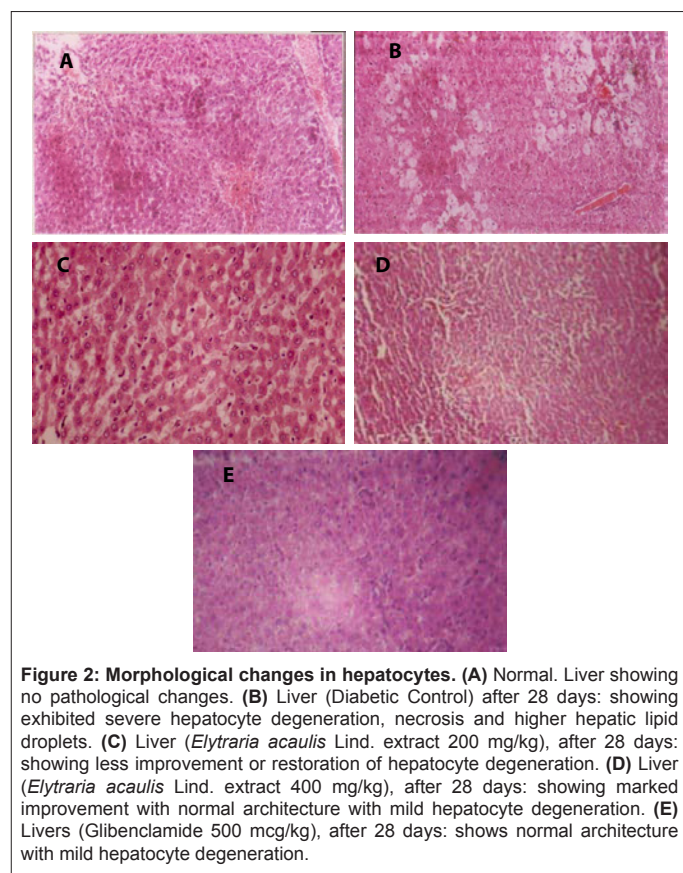 A
B
C
D
E
Figure 2: Morphological changes in hepatocytes. (A) Normal. Liver showing
no pathological changes. (B) Liver (Diabetic Control) after 28 days: showing
exhibited severe hepatocyte degeneration, necrosis and higher hepatic lipid
droplets. (C) Liver (Elytraria acaulis Lind. extract 200 mg/kg), after 28 days:
showing less improvement or restoration of hepatocyte degeneration. (D) Liver
(Elytraria acaulis Lind. extract 400 mg/kg), after 28 days: showing marked
improvement with normal architecture with mild hepatocyte degeneration. (E)
Livers (Glibenclamide 500 mcg/kg), after 28 days: shows normal architecture
with mild hepatocyte degeneration.